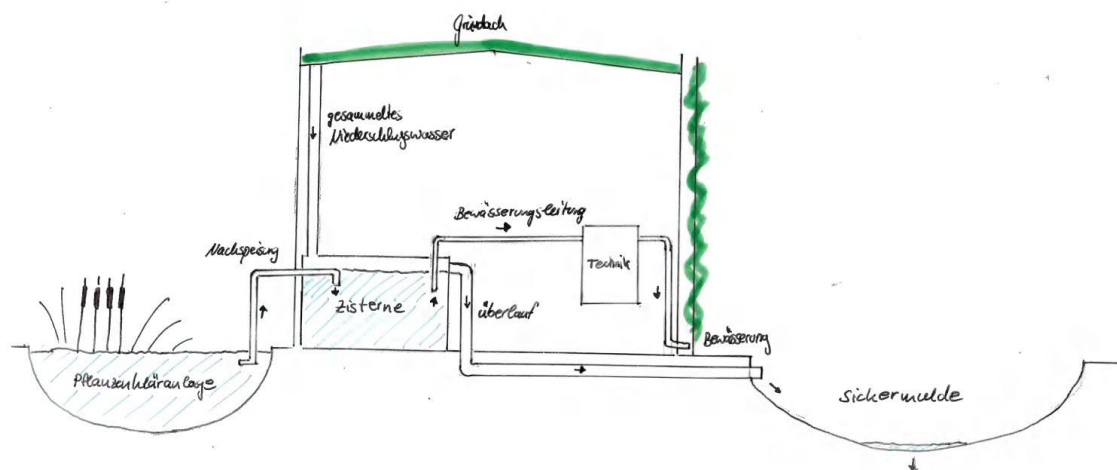 Gründach
gesammeltes
Niederschlagswasser
Bewässerungsleitung
Nachspeisung
Technik
Zisterne
überlauf
Bewässerung
Pflanzenkläranlage
Sickermulde